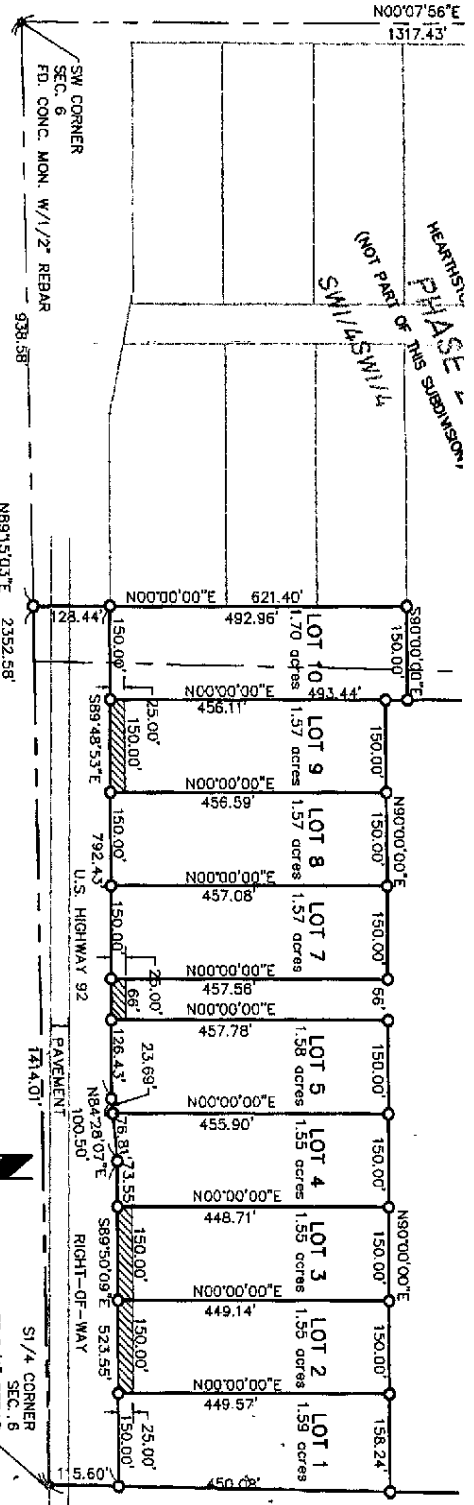 N00°07'56"E
1317.43'
SW CORNER
SEC. 6
FD. CONC. MON. W/1/2" REBAR
PHASE
(NOT PART OF THIS SUBDIVISION)
SW1/4SW1/4
938.58'
N89°15'03"E 2352.58'
N00°00'00"E 621.40'
492.96'
128.44'
S90°00'00"E
150.00'
LOT 10
1.70 acres
150.00'
25.00'
N00°00'00"E 493.44'
456.11'
S89°48'53"E 792.43'
150.00'
LOT 9
1.57 acres
150.00'
N00°00'00"E
456.59'
N90°00'00"E
LOT 8
1.57 acres
150.00'
150.00'
N00°00'00"E
457.08'
LOT 7
1.57 acres
150.00'
150.00'
25.00'
U.S. HIGHWAY 92
N00°00'00"E
457.56'
66'
66'
N00°00'00"E
457.78'
PAVEMENT
1414.01'
LOT 5
1.58 acres
150.00'
126.43'
23.69'
N00°00'00"E
455.90'
N84°28'07"E
100.50'
76.81'
73.55'
LOT 4
1.55 acres
150.00'
N00°00'00"E
448.71'
N90°00'00"E
LOT 3
1.55 acres
150.00'
150.00'
S89°50'09"E 523.55'
RIGHT-OF-WAY
N00°00'00"E
449.14'
LOT 2
1.55 acres
150.00'
150.00'
N00°00'00"E
449.57'
LOT 1
1.59 acres
158.24'
25.00'
150.00'
450.08'
115.60'
S1/4 CORNER
SEC. 6